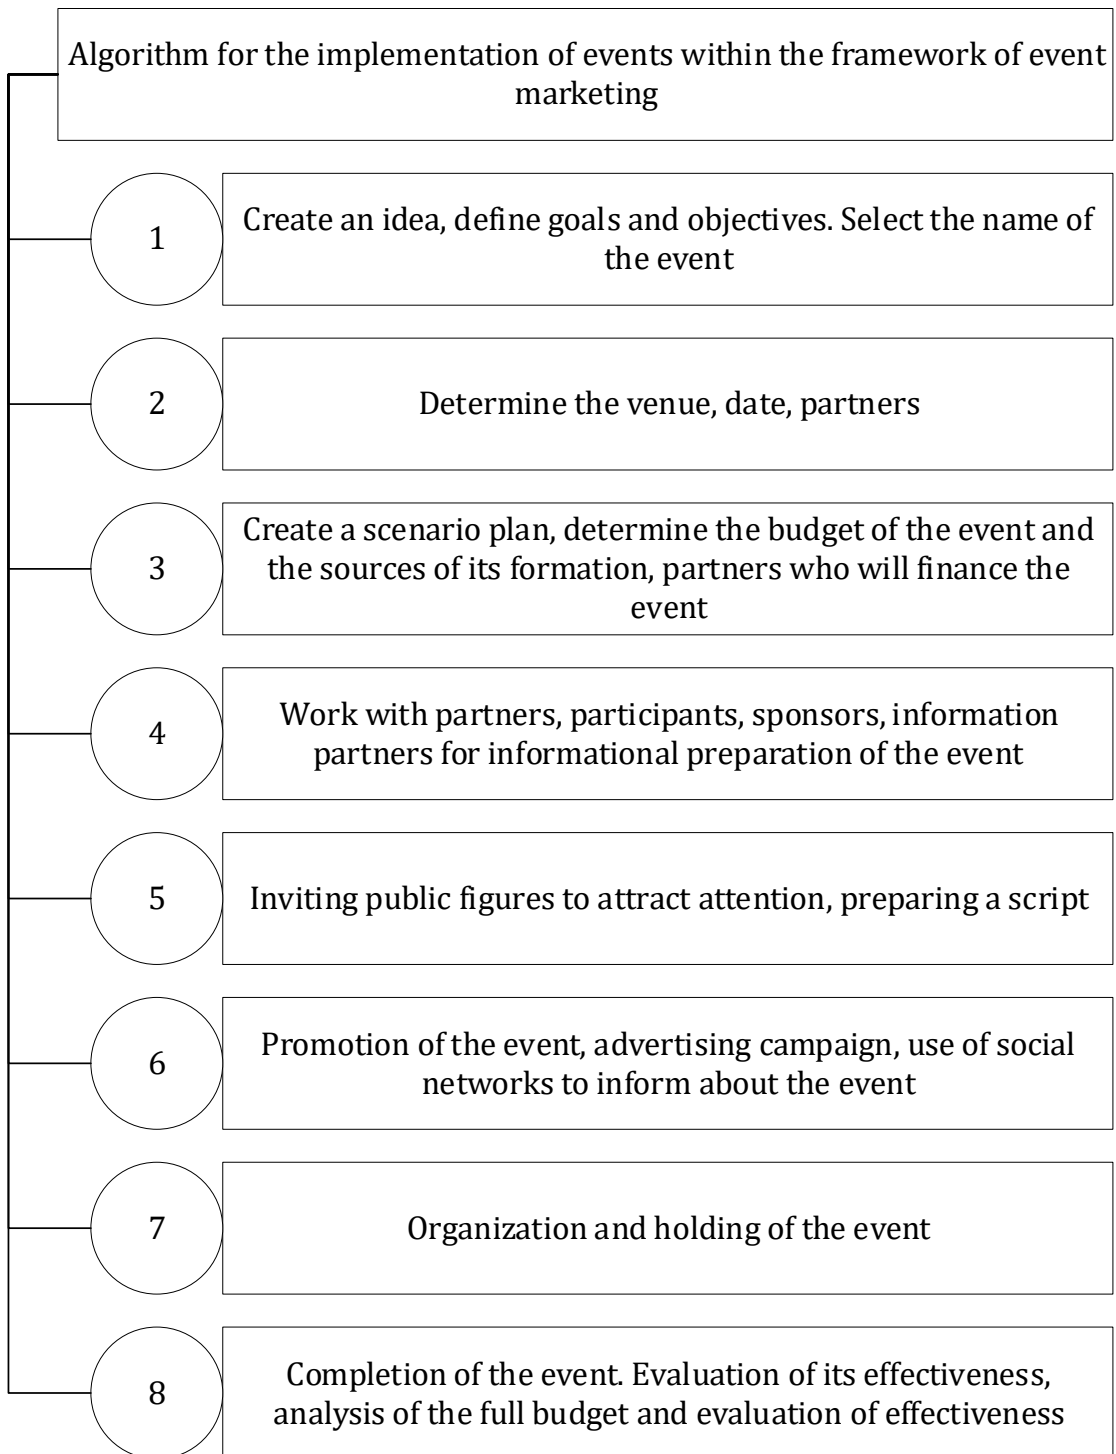 Algorithm for the implementation of events within the framework of event
marketing
1
Create an idea, define goals and objectives. Select the name of
the event
2
Determine the venue, date, partners
3
Create a scenario plan, determine the budget of the event and
the sources of its formation, partners who will finance the
event
4
Work with partners, participants, sponsors, information
partners for informational preparation of the event
5
Inviting public figures to attract attention, preparing a script
6
Promotion of the event, advertising campaign, use of social
networks to inform about the event
7
Organization and holding of the event
8
Completion of the event. Evaluation of its effectiveness,
analysis of the full budget and evaluation of effectiveness